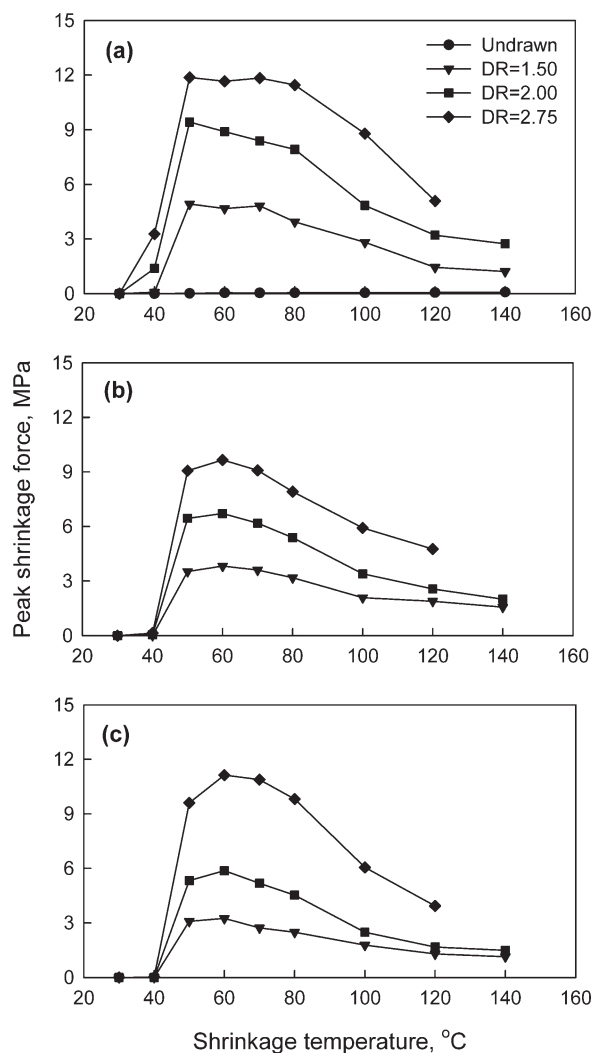 15
(a)
Undrawn
DR=1.50
DR=2.00
DR=2.75
12
9
6
3
0
20 40 60 80 100 120 140 160
Peak shrinkage force, MPa
15
(b)
12
9
6
3
0
20 40 60 80 100 120 140 160
15
(c)
12
9
6
3
0
20 40 60 80 100 120 140 160
Shrinkage temperature, °C